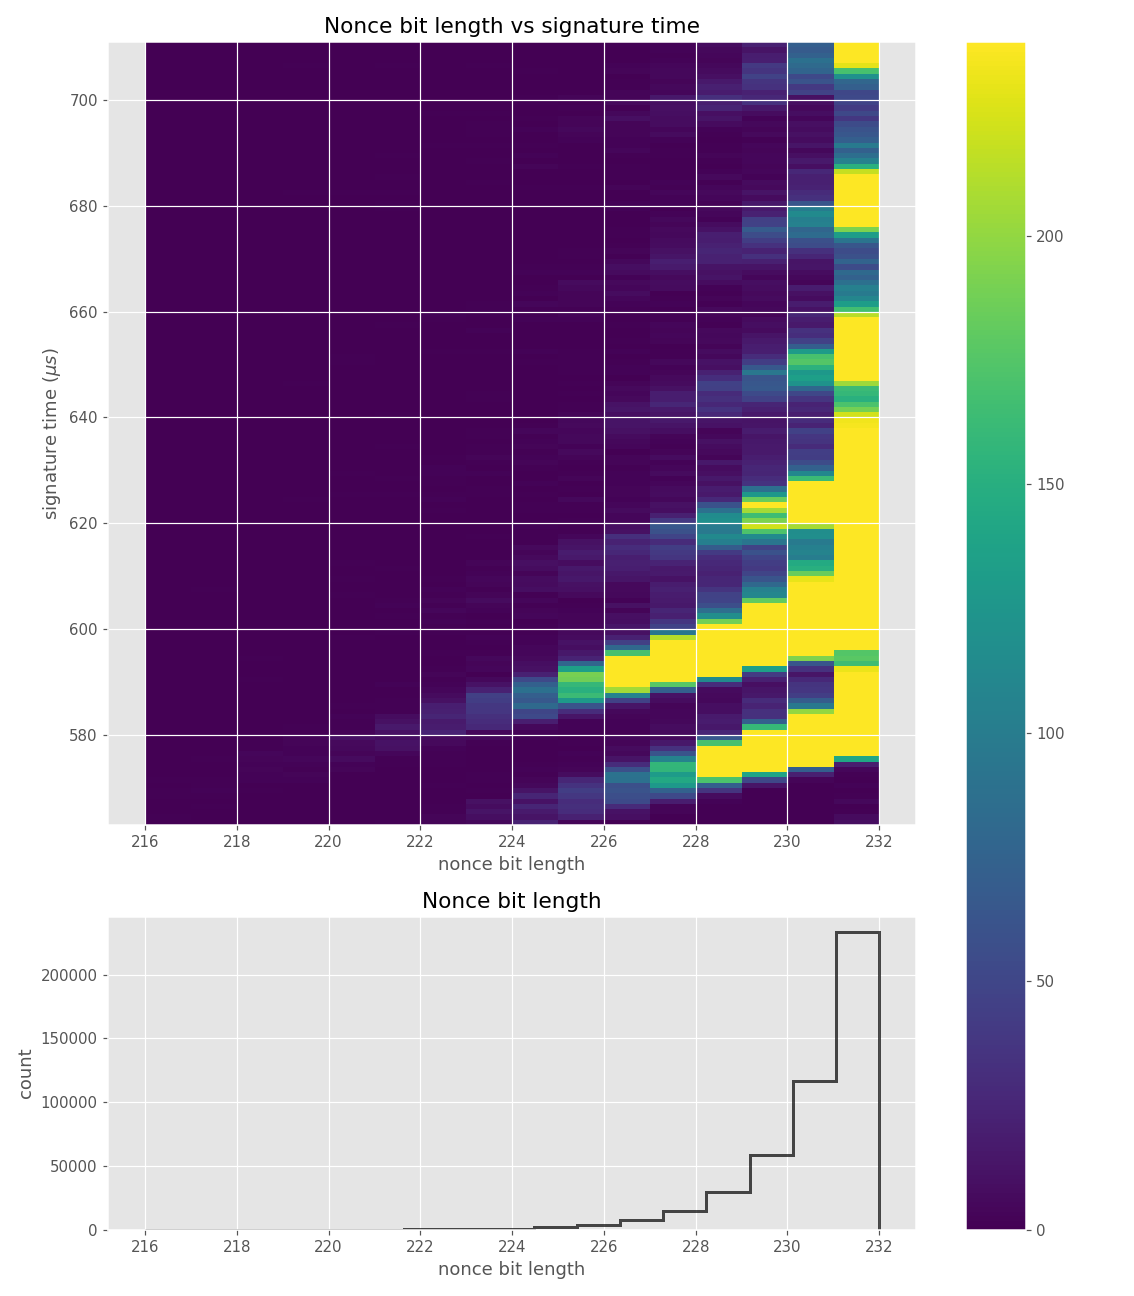 Nonce bit length vs signature time
signature time (μs)
700
680
660
640
620
600
580
216 218 220 222 224 226 228 230 232
nonce bit length
200
150
100
50
0
Nonce bit length
count
200000
150000
100000
50000
0
216 218 220 222 224 226 228 230 232
nonce bit length